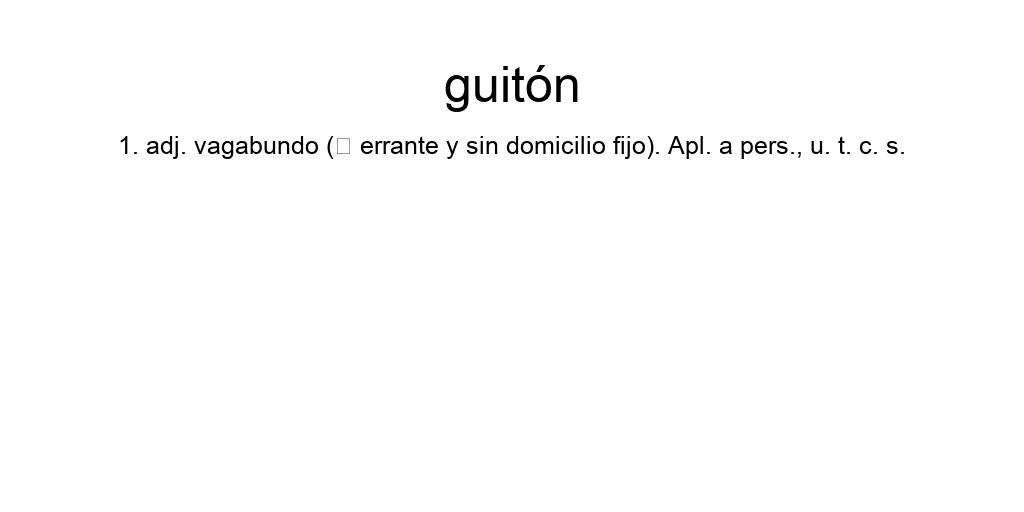 guitón
1. adj. vagabundo (□ errante y sin domicilio fijo). Apl. a pers., u. t. c. s.